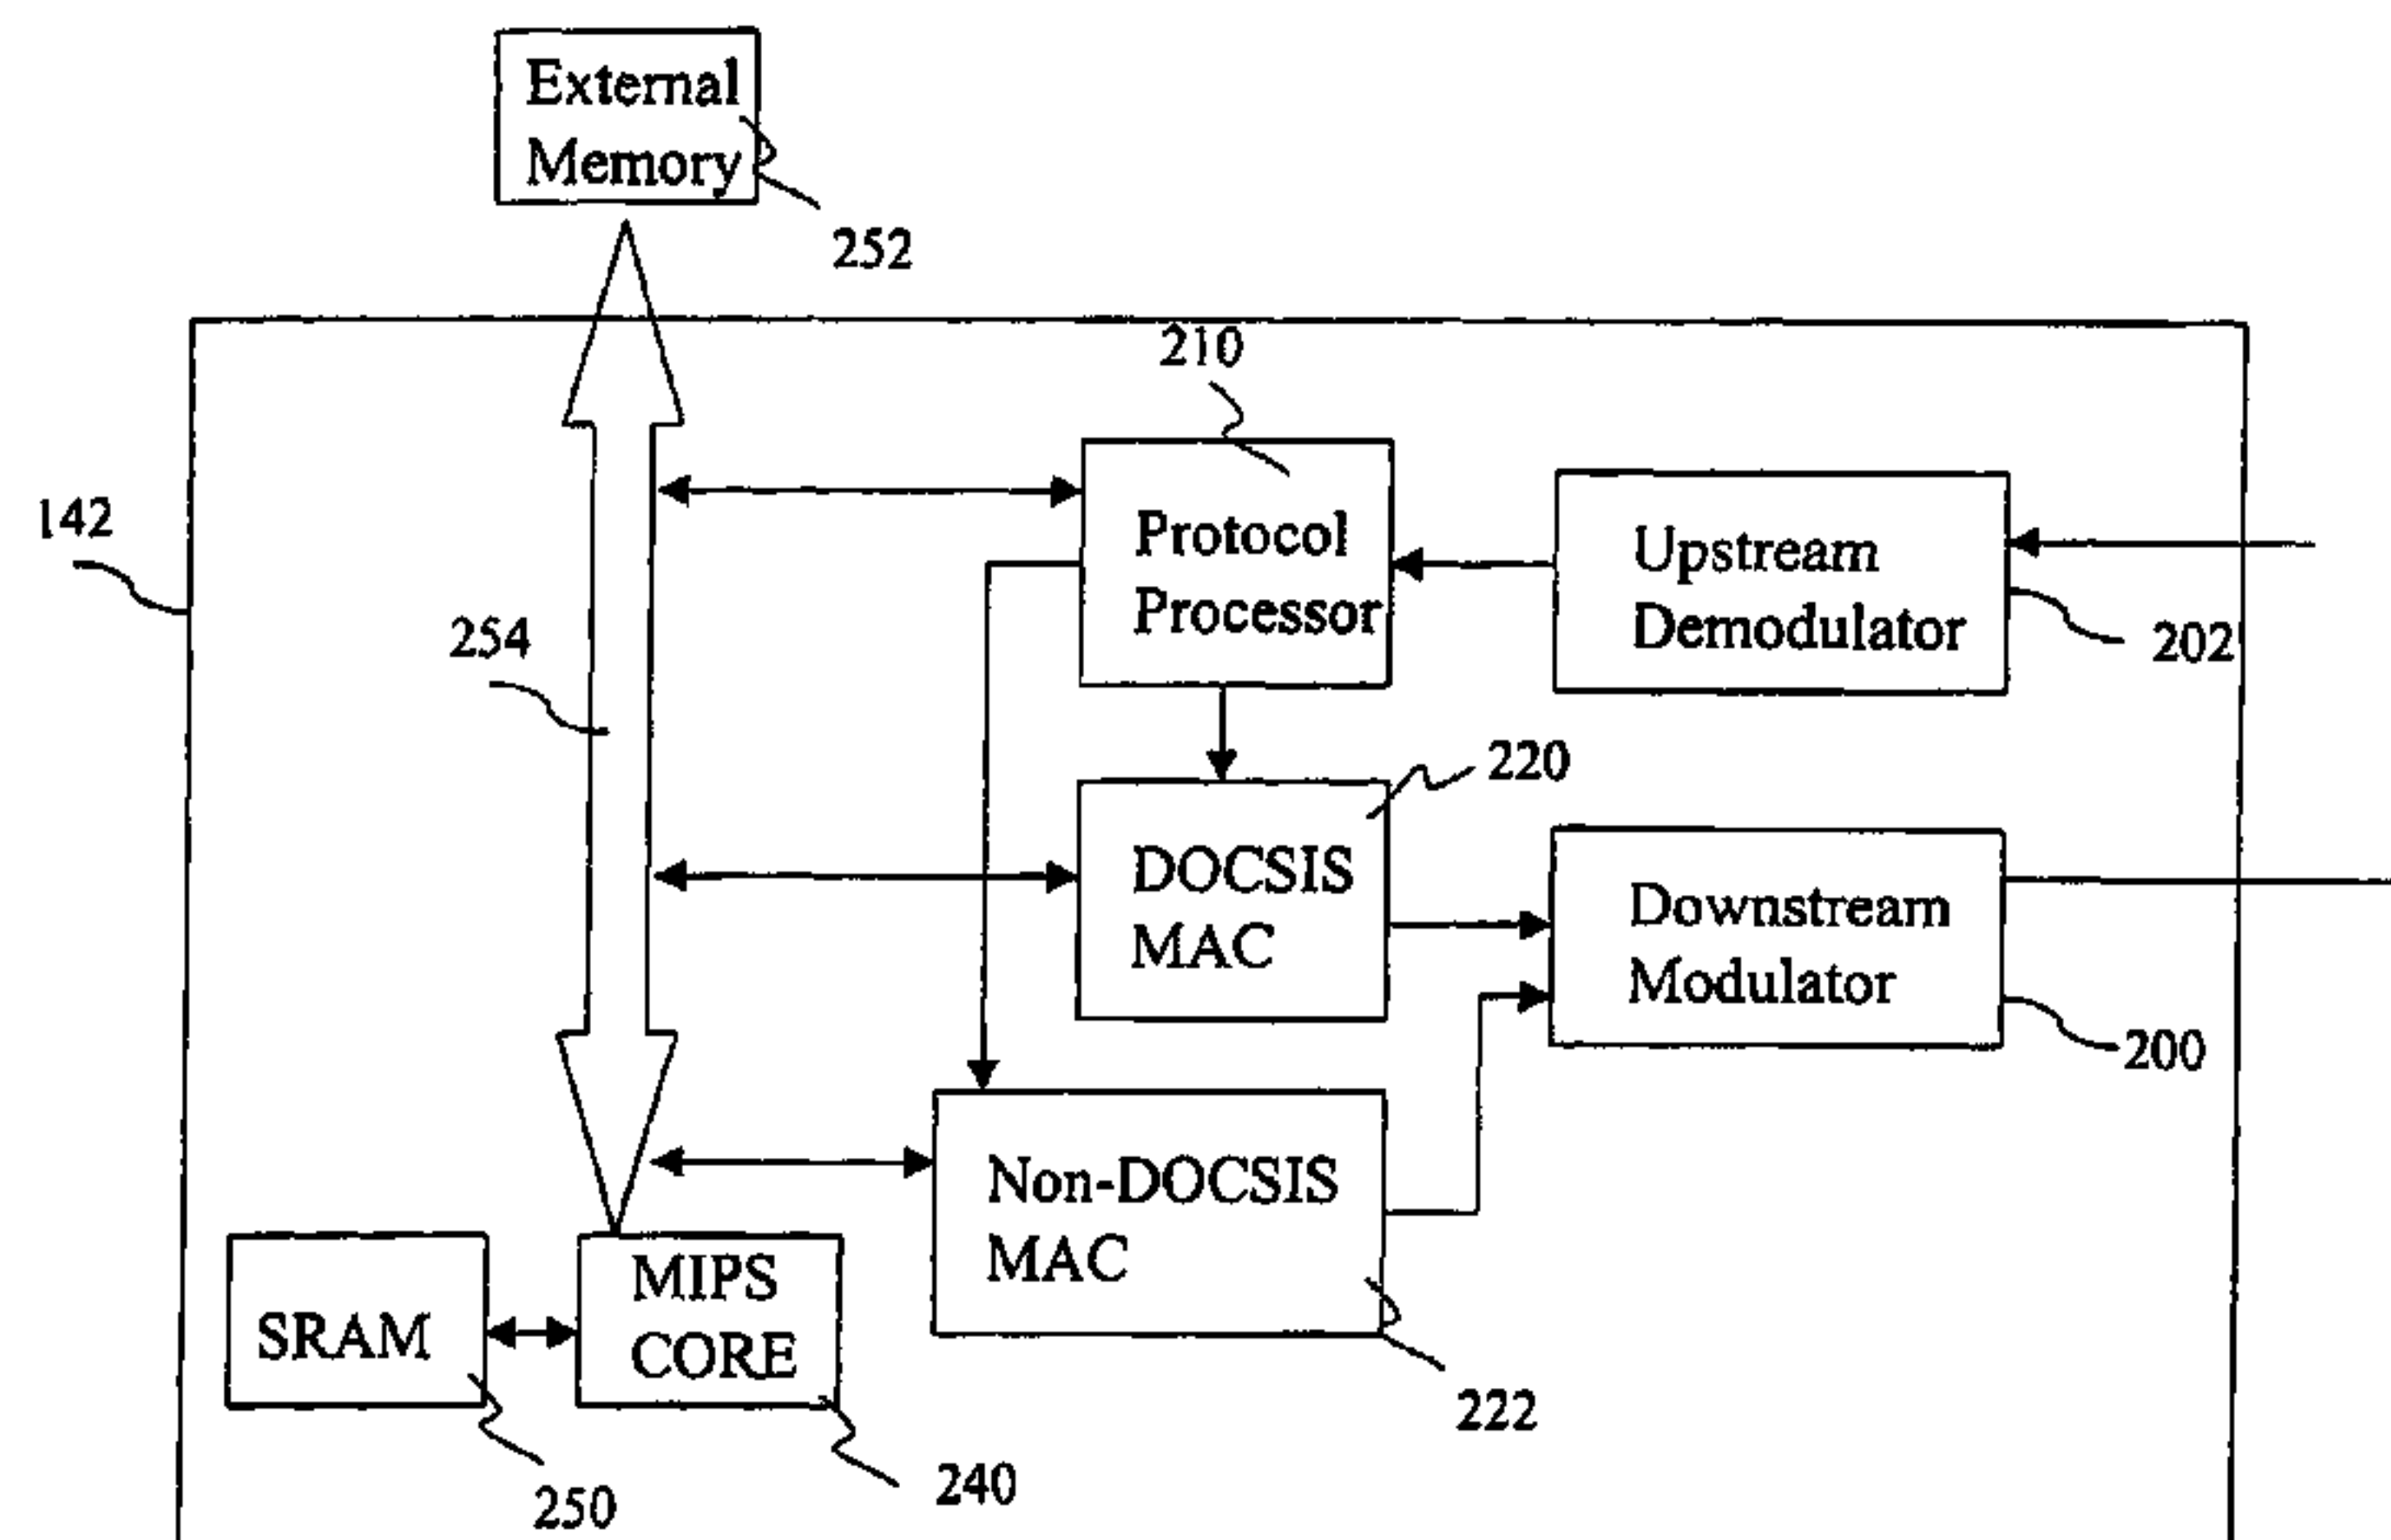 External
Memory
252
210
142
Protocol
Processor
Upstream
Demodulator
202
254
220
DOCSIS
MAC
Downstream
Modulator
200
Non-DOCSIS
MAC
222
SRAM
MIPS
CORE
250
240